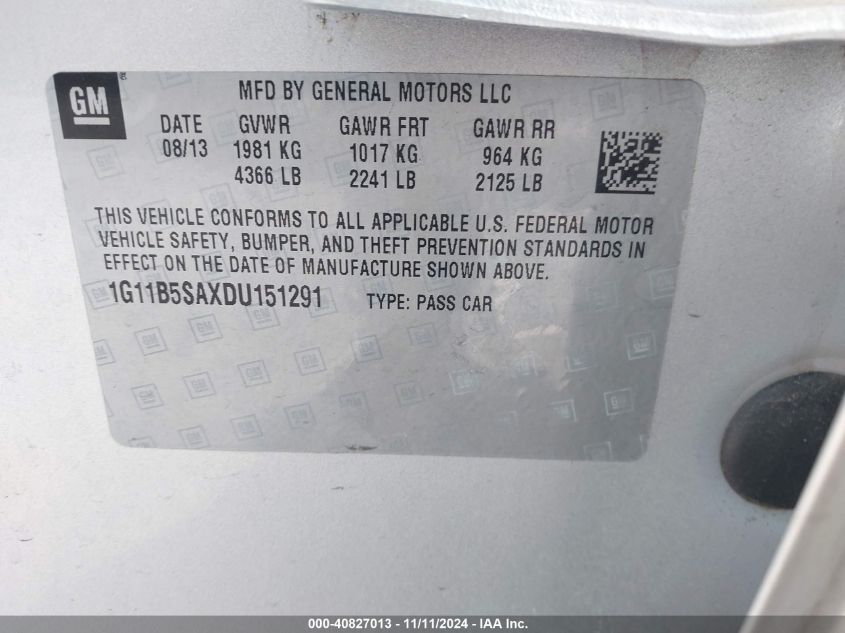 GM
MFD BY GENERAL MOTORS LLC
DATE GVWR GAWR FRT GAWR RR
08/13 1981 KG 1017 KG 964 KG
4366 LB 2241 LB 2125 LB
THIS VEHICLE CONFORMS TO ALL APPLICABLE U.S. FEDERAL MOTOR
VEHICLE SAFETY, BUMPER, AND THEFT PREVENTION STANDARDS IN
EFFECT ON THE DATE OF MANUFACTURE SHOWN ABOVE.
1G11B5SAXDU151291 TYPE: PASS CAR
000-40827013 - 11/11/2024 - IAA Inc.